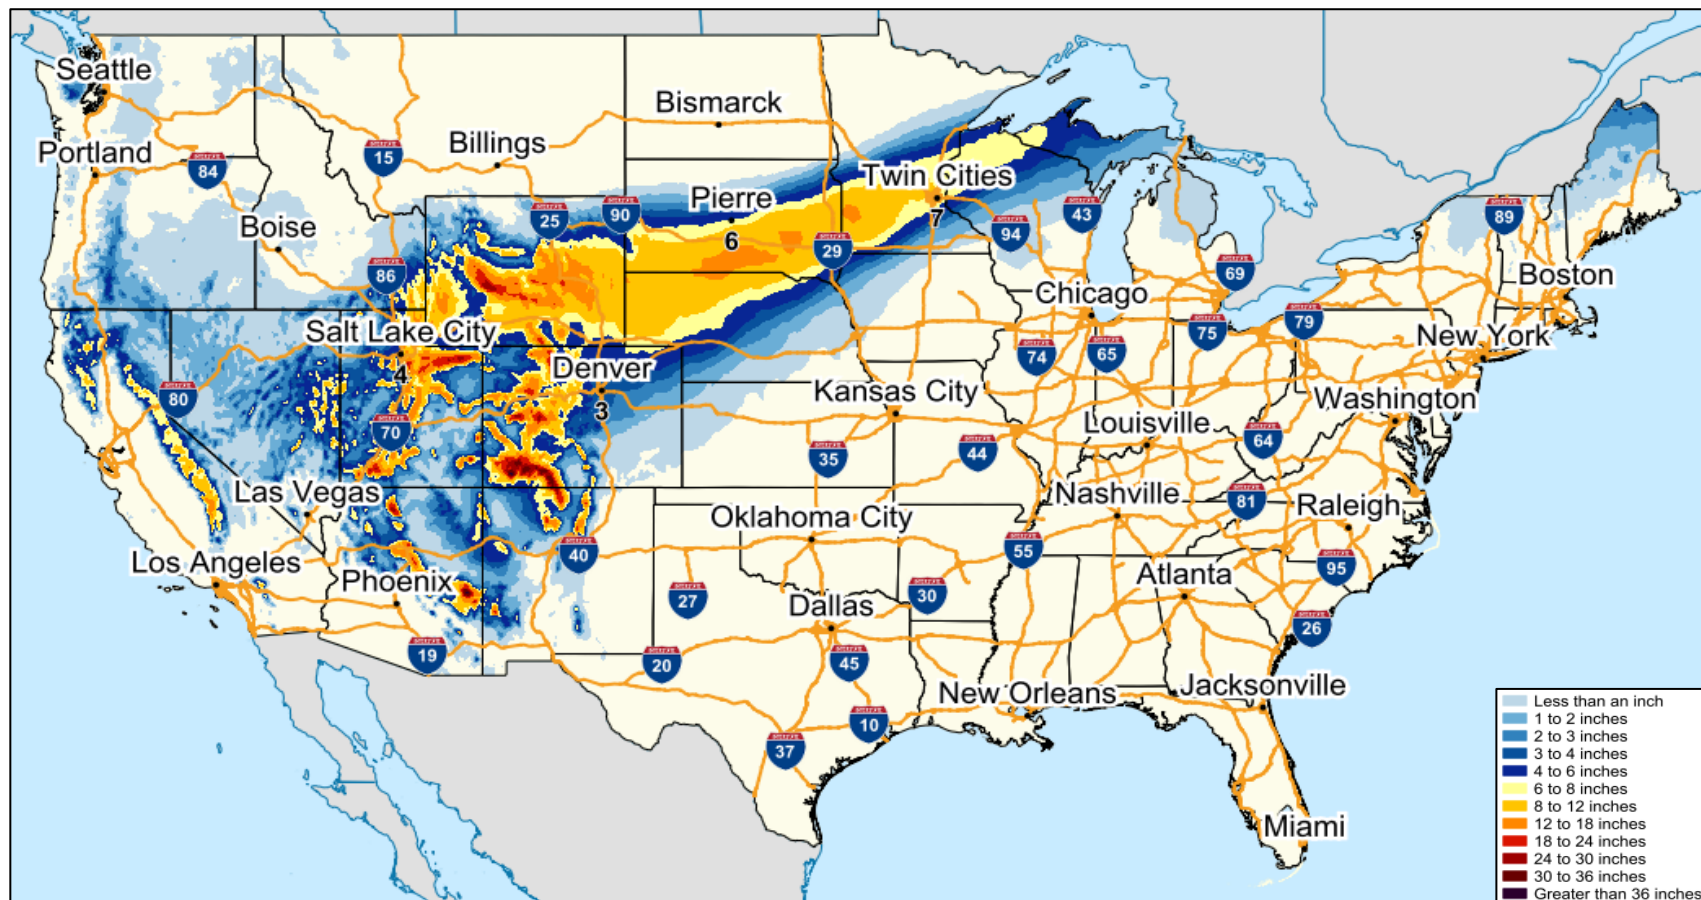 Seattle
Bismarck
Billings
15
Portland
84
Twin Cities
Pierre
25
90
7
43
89
Boise
6
94
29
86
69
Boston
Chicago
Salt Lake City
79
75
New York
74
65
Denver
4
80
3
Kansas City
Washington
Louisville
70
64
35
44
Las Vegas
Nashville
81
Raleigh
Oklahoma City
40
55
Los Angeles
95
Phoenix
Atlanta
27
30
Dallas
26
19
20
45
New Orleans
Jacksonville
10
37
Miami
Less than an inch
1 to 2 inches
2 to 3 inches
3 to 4 inches
4 to 6 inches
6 to 8 inches
8 to 12 inches
12 to 18 inches
18 to 24 inches
24 to 30 inches
30 to 36 inches
Greater than 36 inches